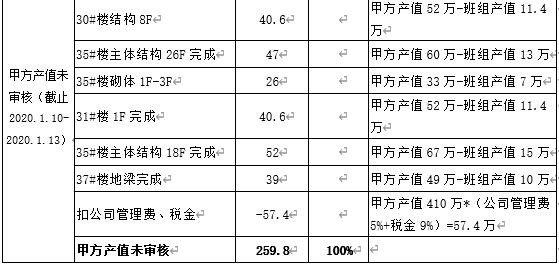 30#楼结构 8F 40.6 甲方产值 52 万-班组产值 11.4
万
35#楼主体结构 26F 完成 47 甲方产值 60 万-班组产值 13 万
甲方产值未
审核（截止
2020.1.10-
2020.1.13）
35#楼砌体 1F-3F 26 甲方产值 33 万-班组产值 7 万
31#楼 1F 完成 40.6 甲方产值 52 万-班组产值 11.4
万
35#楼主体结构 18F 完成 52 甲方产值 67 万-班组产值 15 万
37#楼地梁完成 39 甲方产值 49 万-班组产值 10 万
扣公司管理费、税金 -57.4 甲方产值 410 万*（公司管理费
5%+税金 9%）=57.4 万
甲方产值未审核 259.8 100%